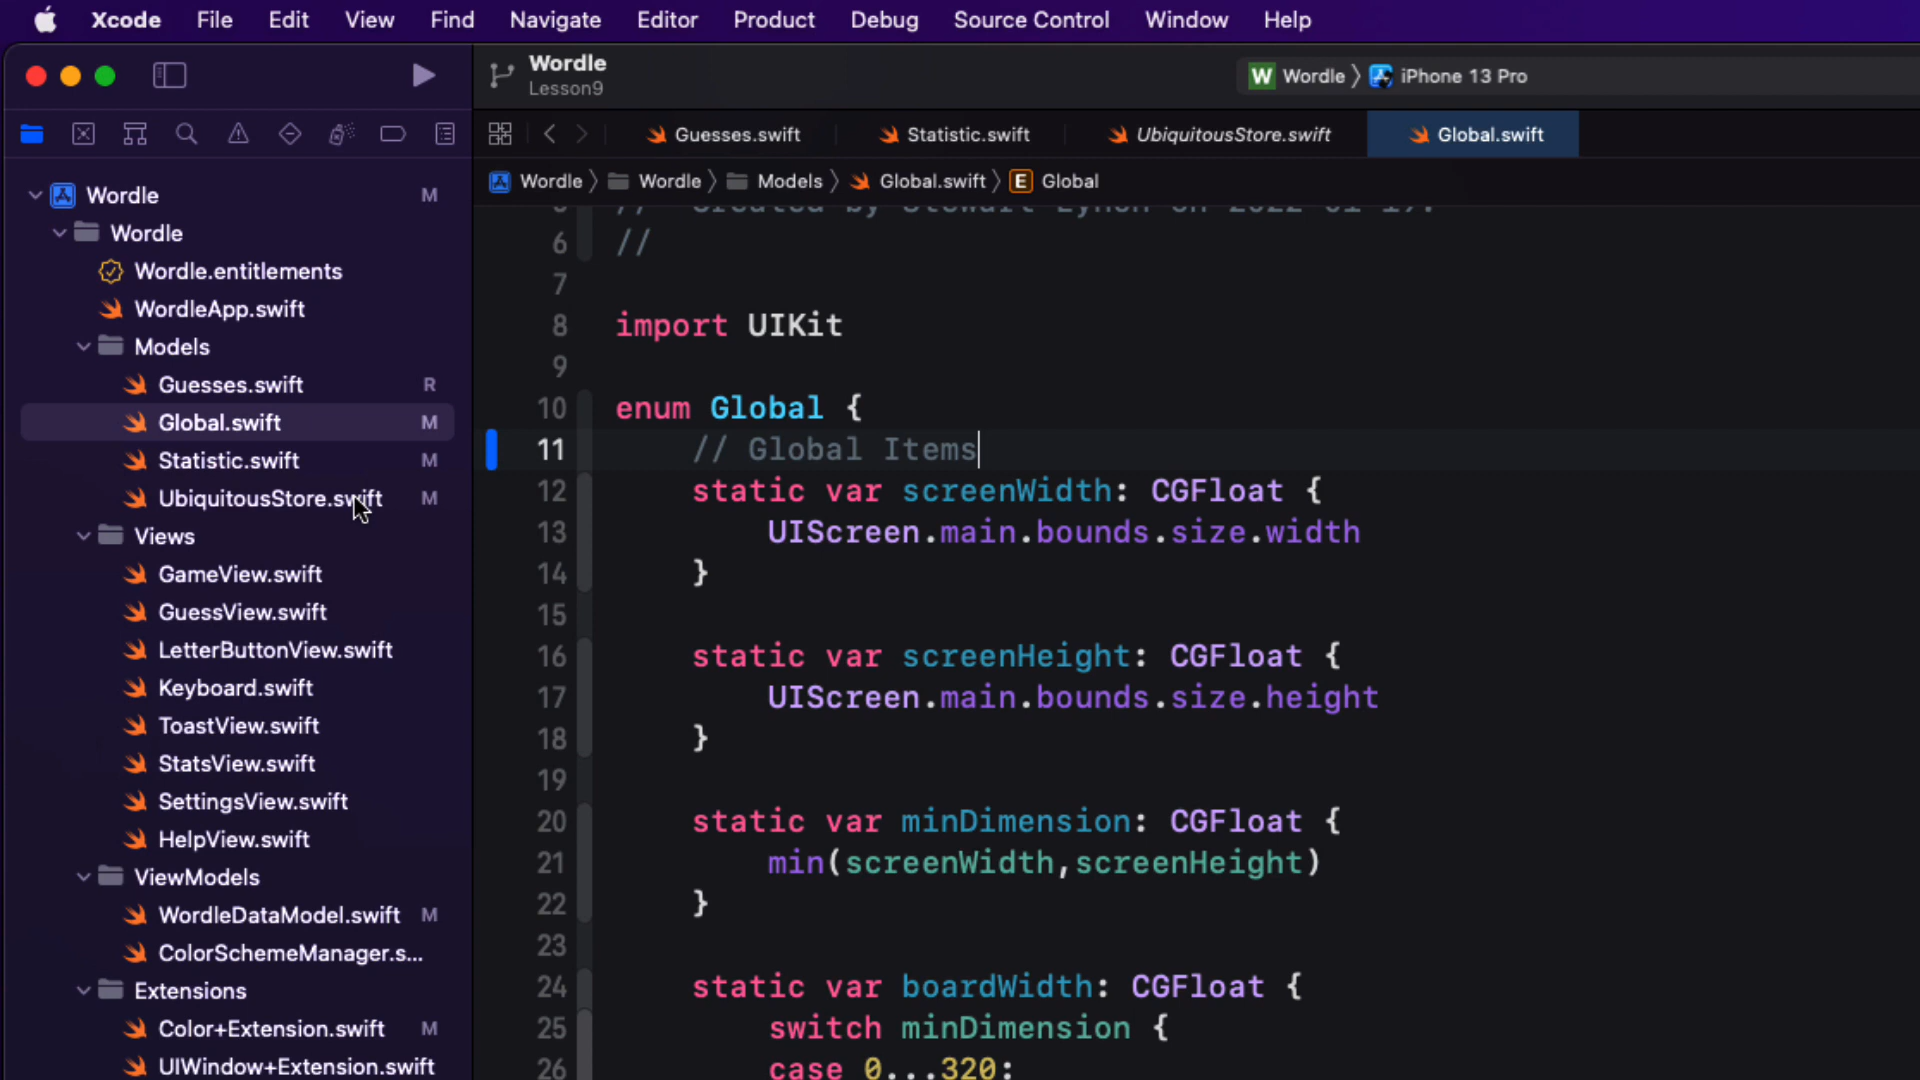 Xcode File Edit View Find Navigate Editor Product Debug Source Control Window Help
Wordle
Lesson9
W Wordle 〉 iPhone 13 Pro
Guesses.swift Statistic.swift UbiquitousStore.swift Global.swift
Wordle 〉 Wordle 〉 Models 〉 Global.swift 〉 E Global
Wordle M
Wordle
Wordle.entitlements
WordleApp.swift
Models
Guesses.swift R
Global.swift M
Statistic.swift M
UbiquitousStore.swift M
Views
GameView.swift
GuessView.swift
LetterButtonView.swift
Keyboard.swift
ToastView.swift
StatsView.swift
SettingsView.swift
HelpView.swift
ViewModels
WordleDataModel.swift M
ColorSchemeManager.s...
Extensions
Color+Extension.swift M
UIWindow+Extension.swift
6 //
7
8 import UIKit
9
10 enum Global {
11 // Global Items
12 static var screenWidth: CGFloat {
13 UIScreen.main.bounds.size.width
14 }
15
16 static var screenHeight: CGFloat {
17 UIScreen.main.bounds.size.height
18 }
19
20 static var minDimension: CGFloat {
21 min(screenWidth,screenHeight)
22 }
23
24 static var boardWidth: CGFloat {
25 switch minDimension {
26 case 0...320: